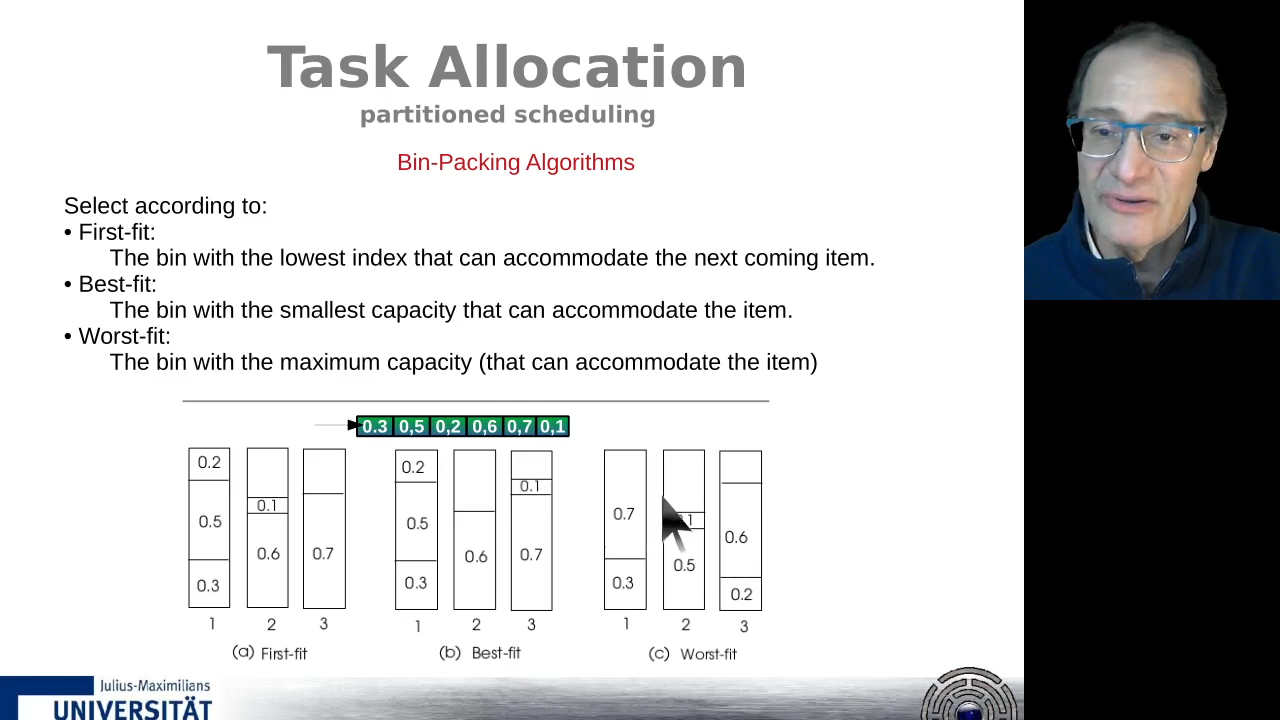 Task Allocation
partitioned scheduling
Bin-Packing Algorithms
Select according to:
• First-fit:
The bin with the lowest index that can accommodate the next coming item.
• Best-fit:
The bin with the smallest capacity that can accommodate the item.
• Worst-fit:
The bin with the maximum capacity (that can accommodate the item)
0.3 0,5 0,2 0,6 0,7 0,1
0.2
0.5
0.3
1
0.1
0.6
2
0.7
3
(a) First-fit
0.2
0.5
0.3
1
0.6
2
0.1
0.7
3
(b) Best-fit
0.7
0.3
1
0.5
2
0.6
0.2
3
(c) Worst-fit
Julius-Maximilians
UNIVERSITÄT